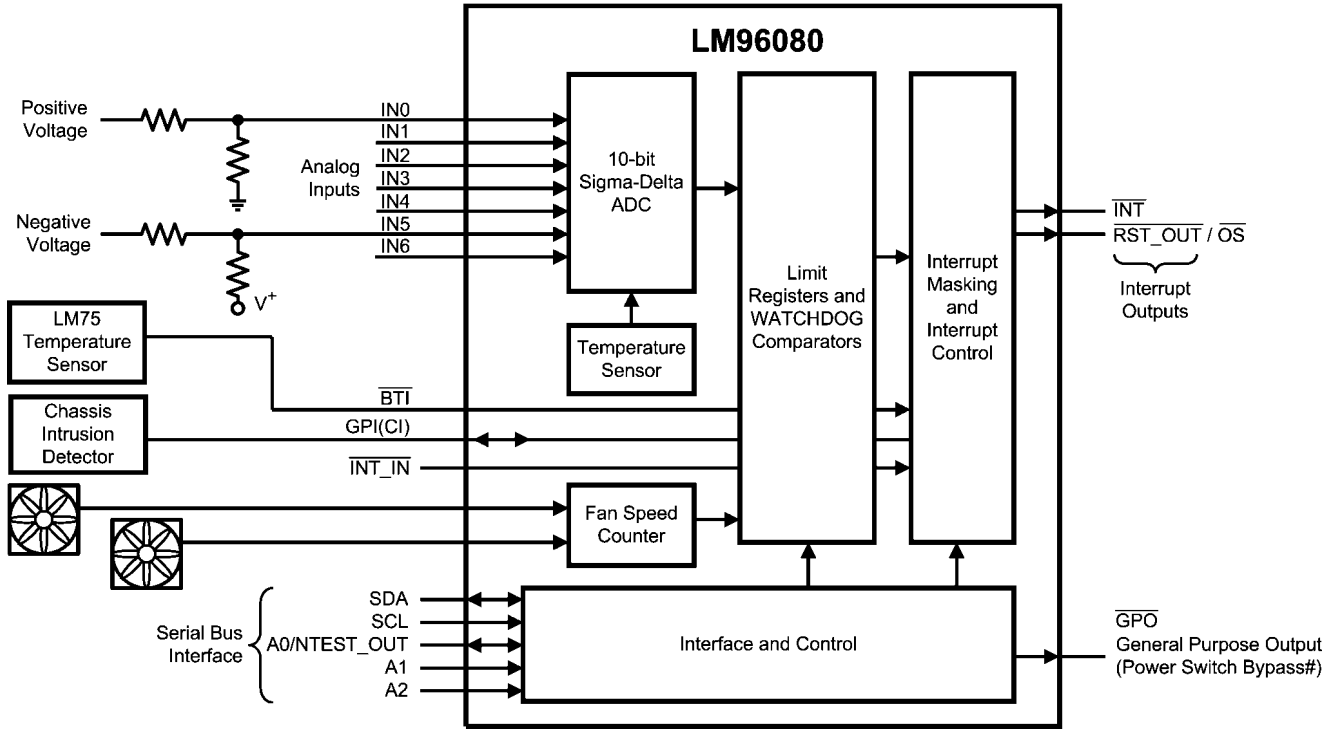 LM96080
Positive
Voltage
IN0
IN1
IN2
IN3
IN4
IN5
IN6
Analog
Inputs
Negative
Voltage
V+
10-bit
Sigma-Delta
ADC
Temperature
Sensor
Limit
Registers and
WATCHDOG
Comparators
Interrupt
Masking
and
Interrupt
Control
INT
RST_OUT / OS
Interrupt
Outputs
LM75
Temperature
Sensor
BTI
Chassis
Intrusion
Detector
GPI(CI)
INT_IN
Fan Speed
Counter
Serial Bus
Interface
SDA
SCL
A0/NTEST_OUT
A1
A2
Interface and Control
GPO
General Purpose Output
(Power Switch Bypass#)